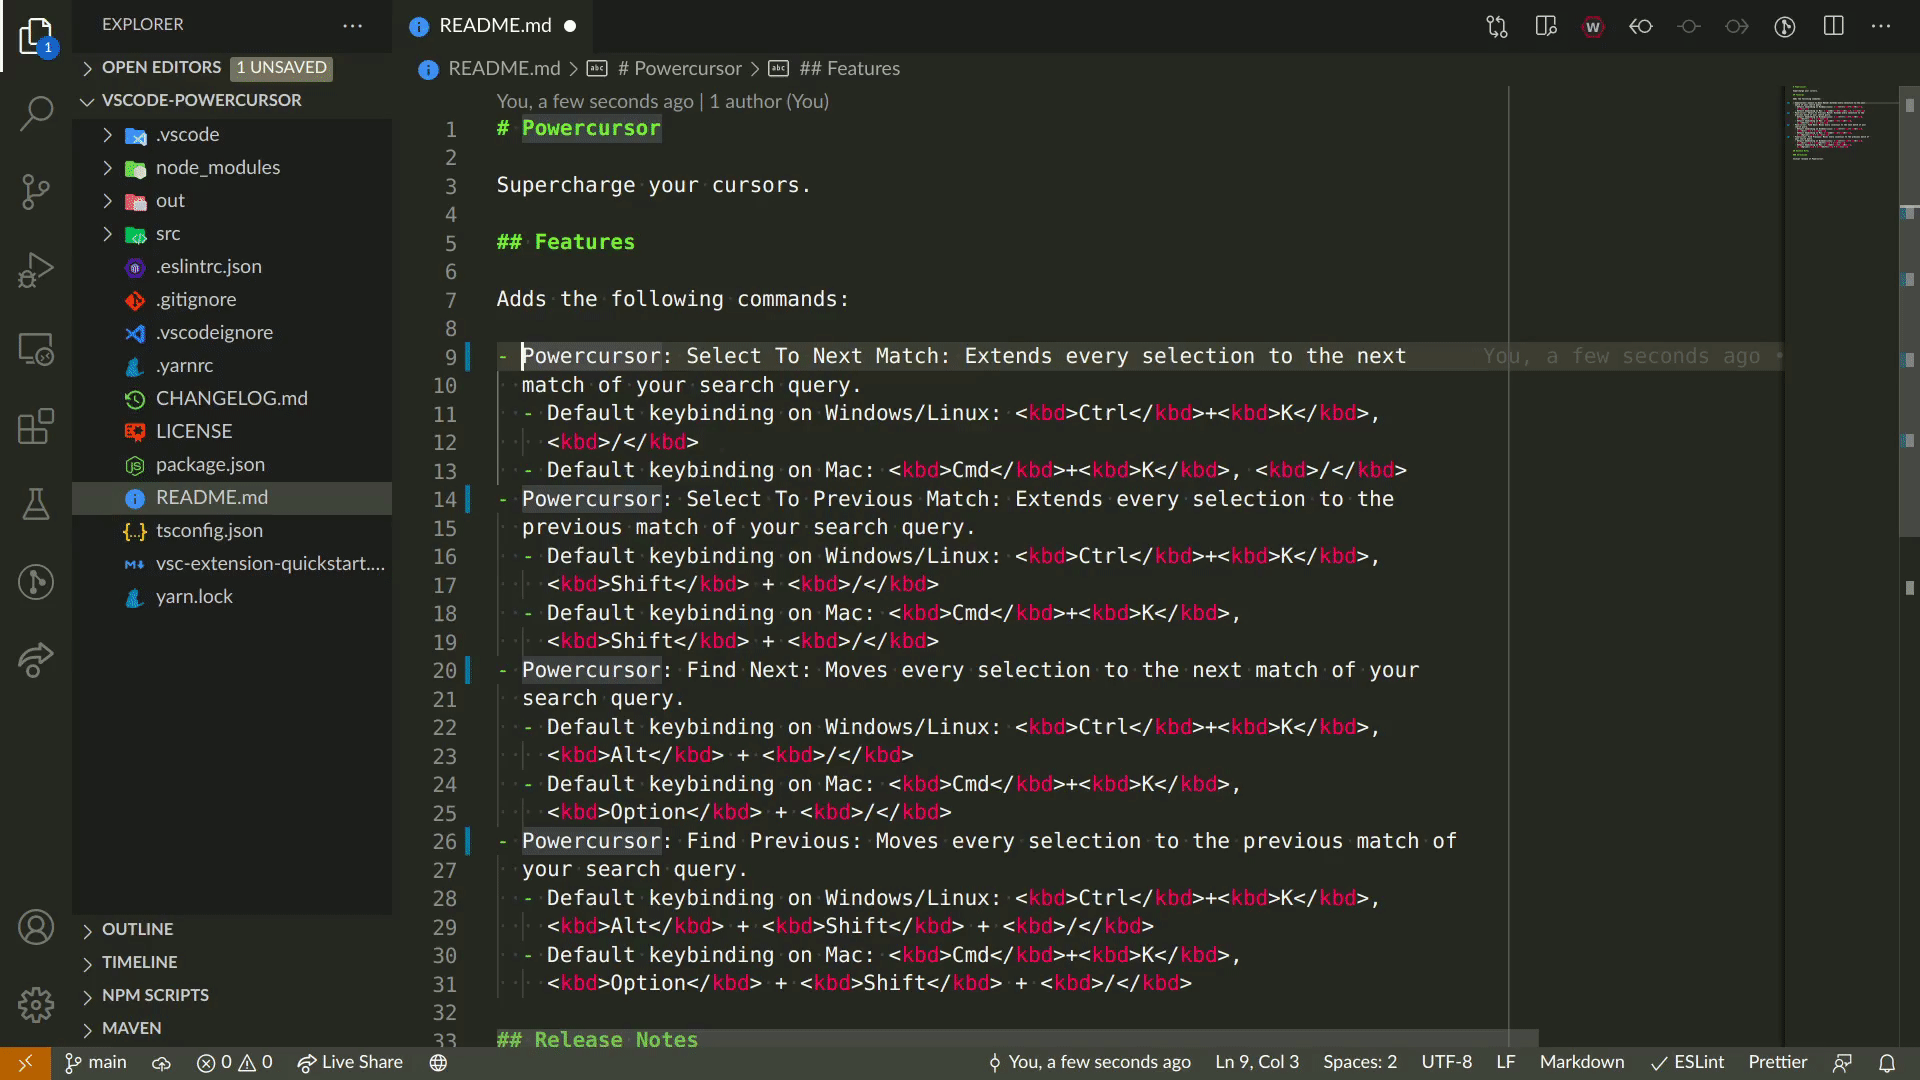 EXPLORER
OPEN EDITORS 1 UNSAVED
VSCODE-POWERCURSOR
.vscode
node_modules
out
src
.eslintrc.json
.gitignore
.vscodeignore
.yarnrc
CHANGELOG.md
LICENSE
package.json
README.md
tsconfig.json
vsc-extension-quickstart....
yarn.lock
OUTLINE
TIMELINE
NPM SCRIPTS
MAVEN
README.md
README.md > # Powercursor > ## Features
You, a few seconds ago | 1 author (You)
1 # Powercursor
2
3 Supercharge your cursors.
4
5 ## Features
6
7 Adds the following commands:
8
9 - Powercursor: Select To Next Match: Extends every selection to the next You, a few seconds ago •
10 match of your search query.
11 - Default keybinding on Windows/Linux: <kbd>Ctrl</kbd>+<kbd>K</kbd>,
12 <kbd>/</kbd>
13 - Default keybinding on Mac: <kbd>Cmd</kbd>+<kbd>K</kbd>, <kbd>/</kbd>
14 - Powercursor: Select To Previous Match: Extends every selection to the
15 previous match of your search query.
16 - Default keybinding on Windows/Linux: <kbd>Ctrl</kbd>+<kbd>K</kbd>,
17 <kbd>Shift</kbd> + <kbd>/</kbd>
18 - Default keybinding on Mac: <kbd>Cmd</kbd>+<kbd>K</kbd>,
19 <kbd>Shift</kbd> + <kbd>/</kbd>
20 - Powercursor: Find Next: Moves every selection to the next match of your
21 search query.
22 - Default keybinding on Windows/Linux: <kbd>Ctrl</kbd>+<kbd>K</kbd>,
23 <kbd>Alt</kbd> + <kbd>/</kbd>
24 - Default keybinding on Mac: <kbd>Cmd</kbd>+<kbd>K</kbd>,
25 <kbd>Option</kbd> + <kbd>/</kbd>
26 - Powercursor: Find Previous: Moves every selection to the previous match of
27 your search query.
28 - Default keybinding on Windows/Linux: <kbd>Ctrl</kbd>+<kbd>K</kbd>,
29 <kbd>Alt</kbd> + <kbd>Shift</kbd> + <kbd>/</kbd>
30 - Default keybinding on Mac: <kbd>Cmd</kbd>+<kbd>K</kbd>,
31 <kbd>Option</kbd> + <kbd>Shift</kbd> + <kbd>/</kbd>
32
33 ## Release Notes
main 0 0 Live Share You, a few seconds ago Ln 9, Col 3 Spaces: 2 UTF-8 LF Markdown ESLint Prettier